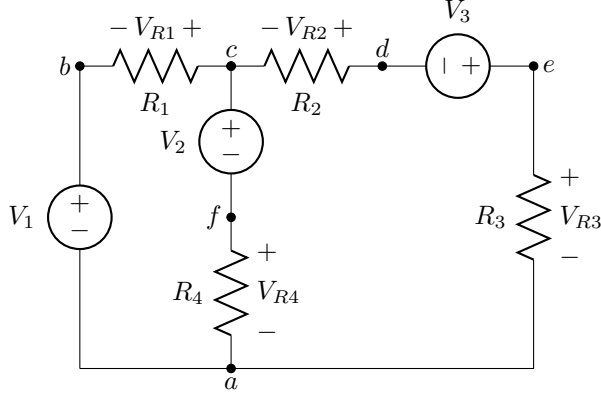 V3
− VR1 +
− VR2 +
b
c
d
− +
e
R1
R2
V2
+
−
V1
+
−
f
R4
+
VR4
−
R3
+
VR3
−
a